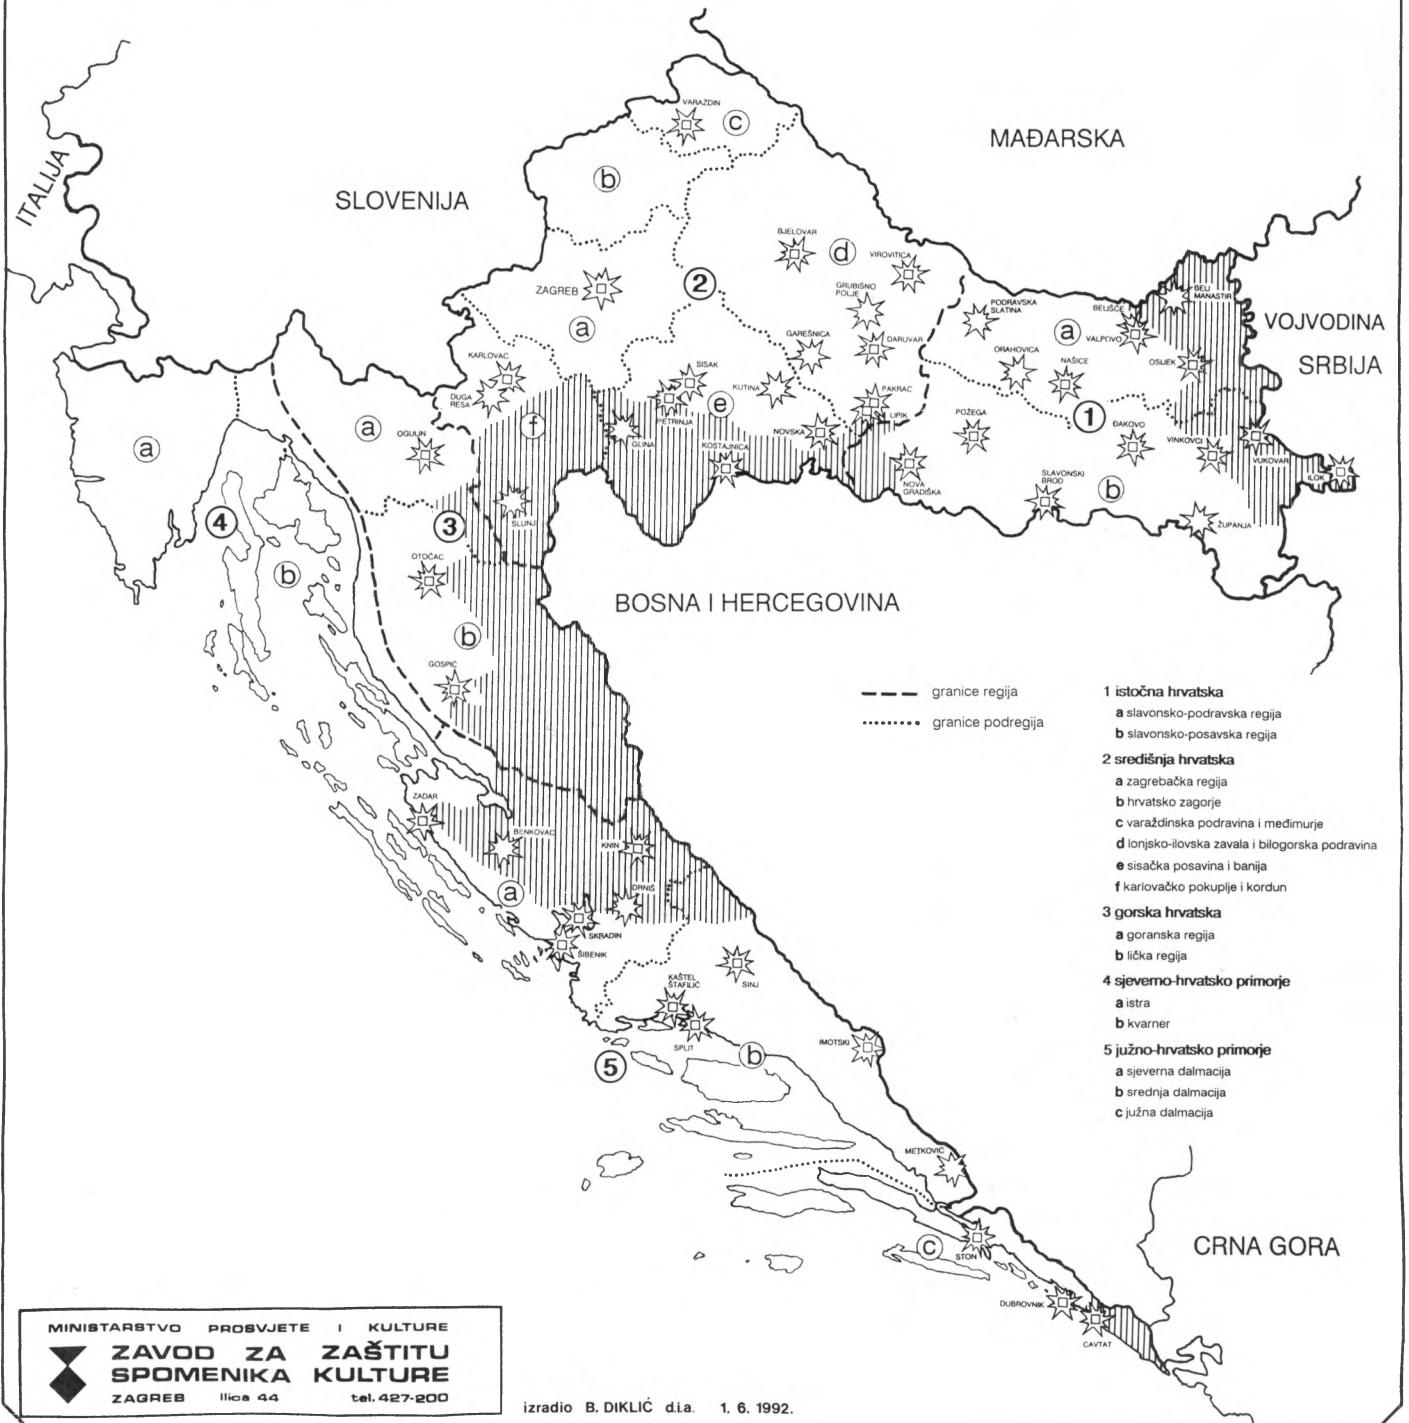 ITALIJA
SLOVENIJA
MAĐARSKA
VOJVODINA
SRBIJA
BOSNA I HERCEGOVINA
CRNA GORA
VARAŽDIN
c
b
BJELOVAR
d
VIROVITICA
ZAGREB
2
a
GRUBIŠNO
POLJE
GAREŠNICA
DARUVAR
PODRAVSKA
SLATINA
a
BELIŠĆE
VALPOVO
BELI
MANASTIR
ORAHOVICA
NAŠICE
OSIJEK
KARLOVAC
DUGA
RESA
SISAK
KUTINA
PAKRAC
LIPIK
POŽEGA
1
ĐAKOVO
VINKOVCI
VUKOVAR
ILOK
a
a
OGULIN
f
GLINA
PETRINJA
e
KOSTAJNICA
NOVSKA
NOVA
GRADIŠKA
SLAVONSKI
BROD
b
ŽUPANJA
4
3
SLUNJ
b
OTOČAC
b
GOSPIĆ
ZADAR
BENKOVAC
KNIN
a
DRNIŠ
SKRADIN
ŠIBENIK
KAŠTEL
ŠTAFILIĆ
SINJ
SPLIT
b
5
IMOTSKI
METKOVIĆ
c
STON
DUBROVNIK
CAVTAT
granice regija
granice podregija
1 istočna hrvatska
a slavonsko-podravska regija
b slavonsko-posavska regija
2 središnja hrvatska
a zagrebačka regija
b hrvatsko zagorje
c varaždinska podravina i međimurje
d lonjsko-ilovska zavala i bilogorska podravina
e sisačka posavina i banija
f karlovačko pokuplje i kordun
3 gorska hrvatska
a goranska regija
b lička regija
4 sjeverno-hrvatsko primorje
a istra
b kvarner
5 južno-hrvatsko primorje
a sjeverna dalmacija
b srednja dalmacija
c južna dalmacija
MINISTARSTVO PROSVJETE I KULTURE
ZAVOD ZA ZAŠTITU
SPOMENIKA KULTURE
ZAGREB Ilica 44 tel. 427-200
izradio B. DIKLIĆ d.i.a. 1. 6. 1992.